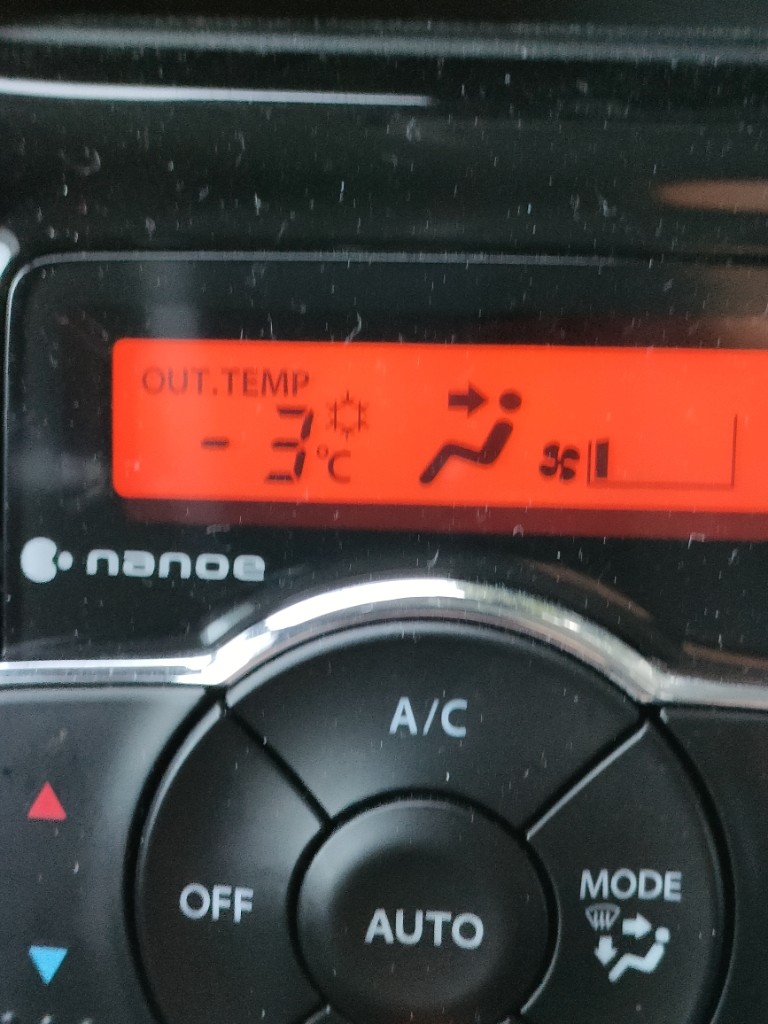 OUT.TEMP
-3°C
nanoe
A/C
OFF
AUTO
MODE